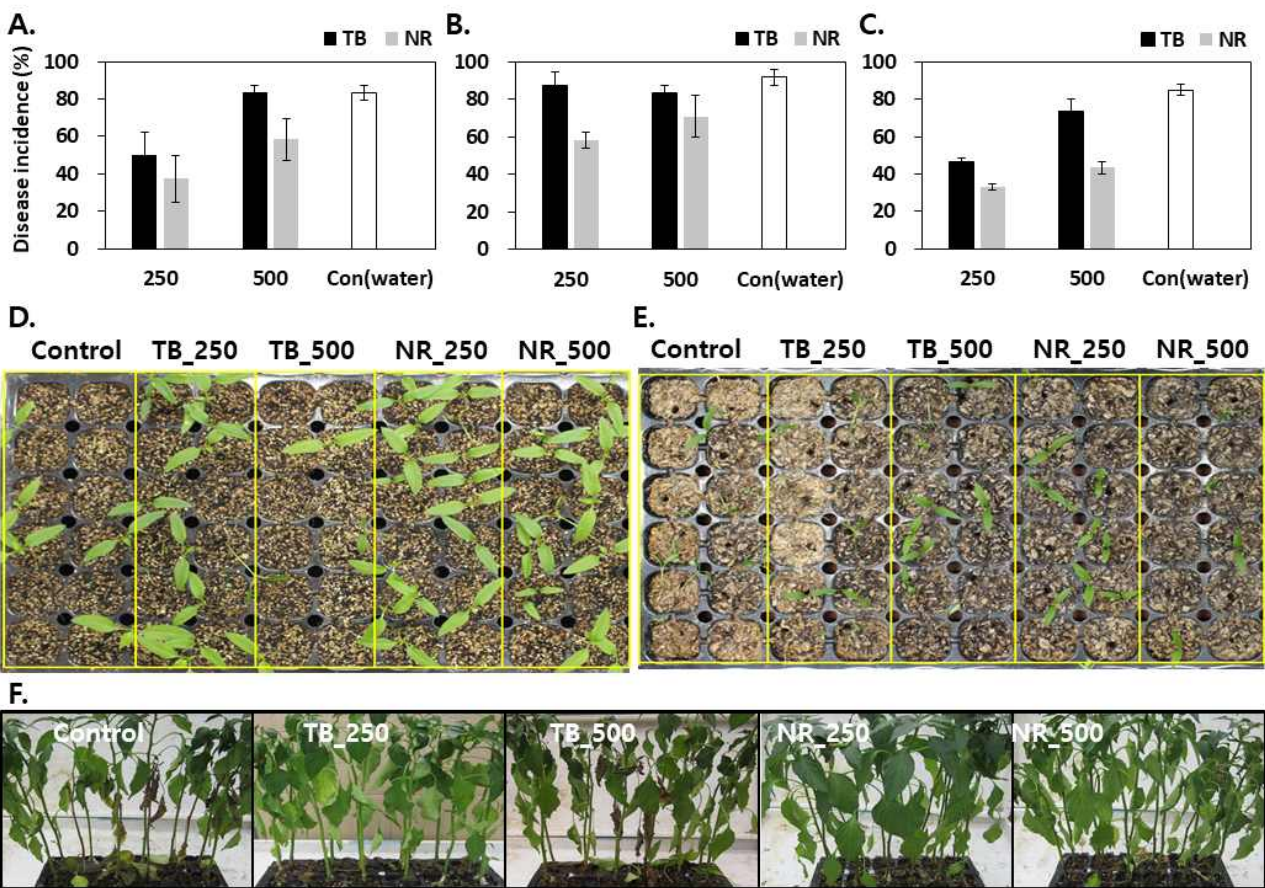 A.
TB NR
Disease incidence (%)
100
80
60
40
20
0
250 500 Con(water)
B.
TB NR
100
80
60
40
20
0
250 500 Con(water)
C.
TB NR
100
80
60
40
20
0
250 500 Con(water)
D.
Control TB_250 TB_500 NR_250 NR_500
E.
Control TB_250 TB_500 NR_250 NR_500
F.
Control TB_250 TB_500 NR_250 NR_500